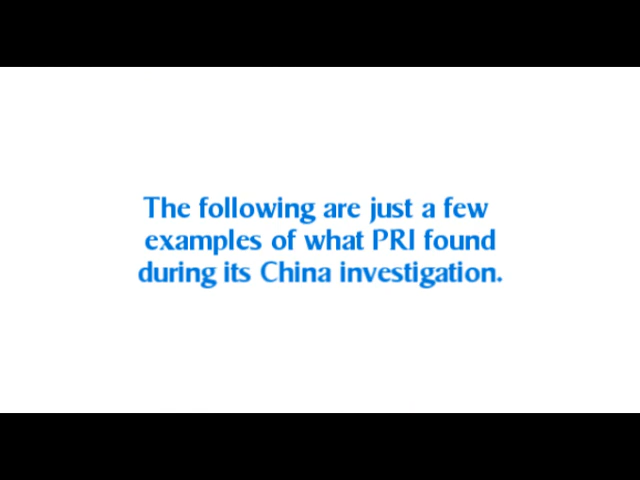 The following are just a few
examples of what PRI found
during its China investigation.